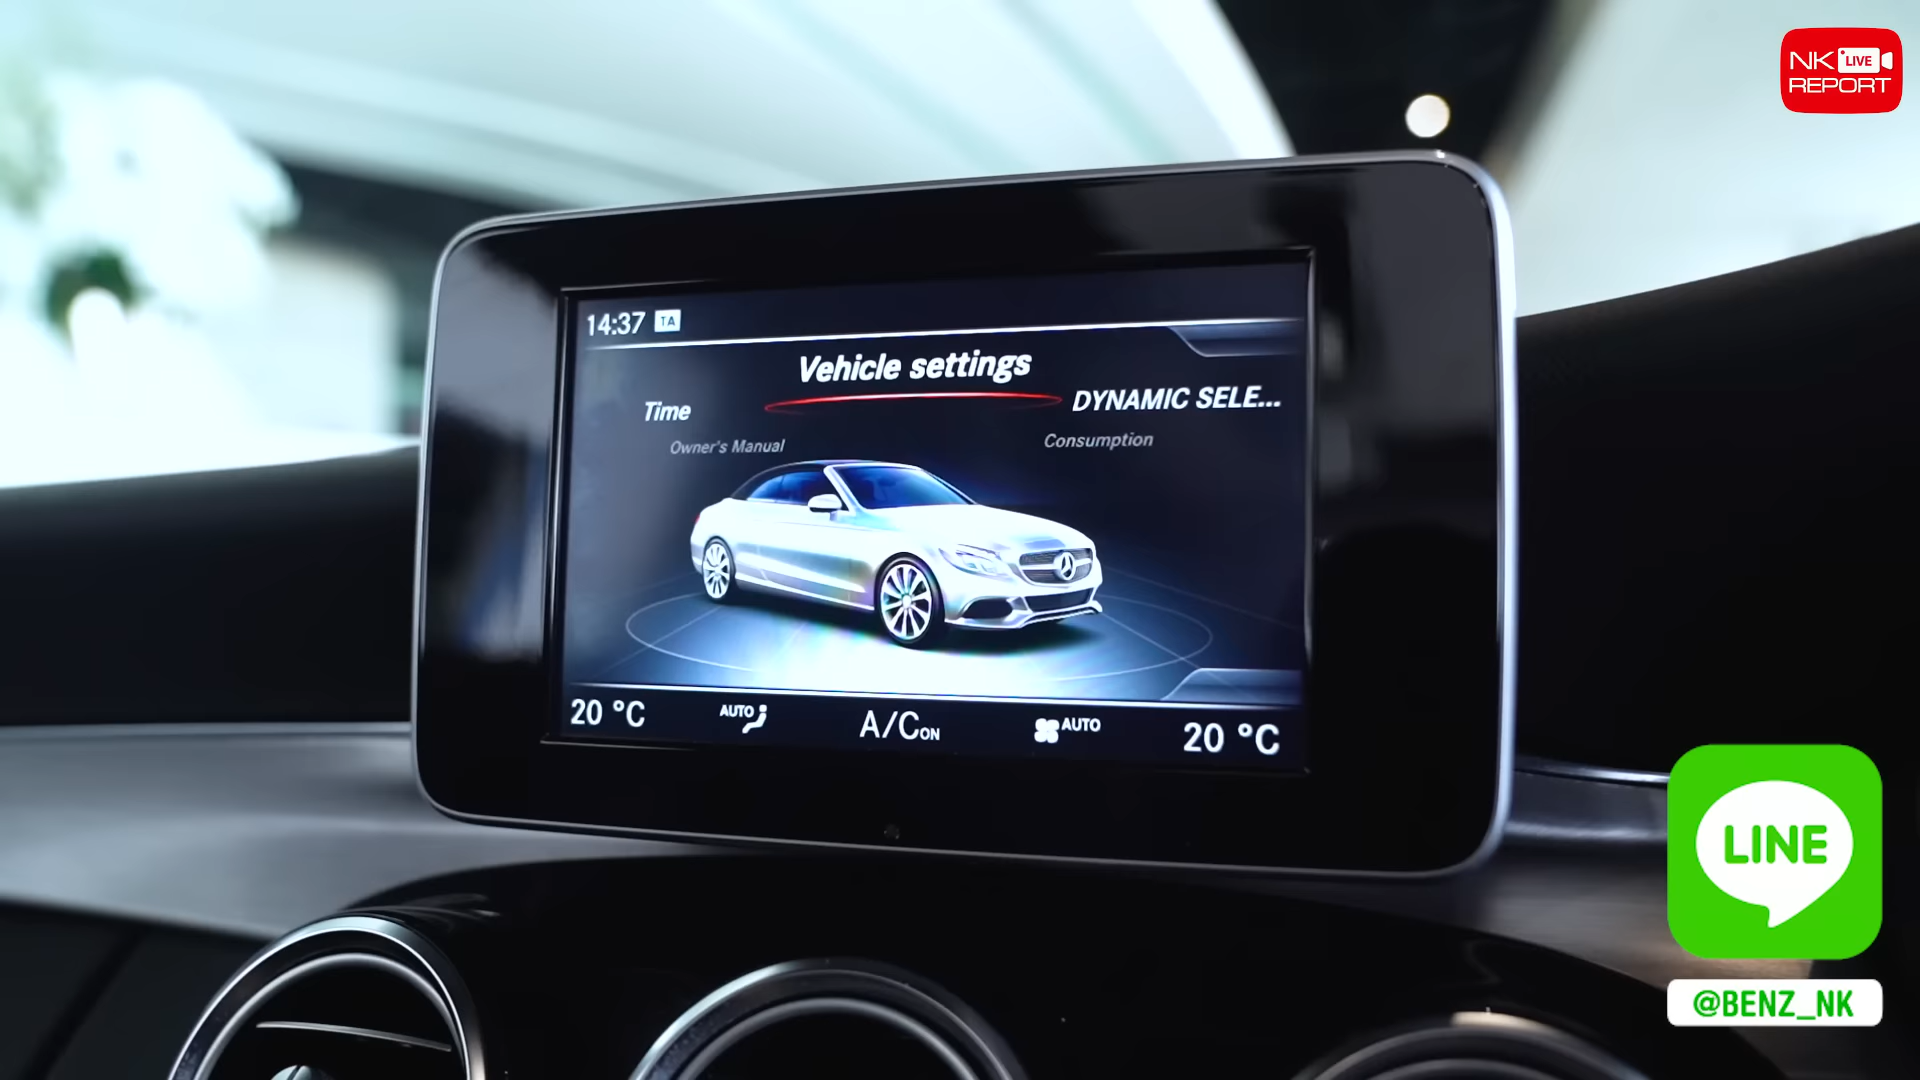 NK LIVE
REPORT
14:37 TA
Vehicle settings
Time
DYNAMIC SELE...
Owner's Manual
Consumption
20 °C
AUTO
A/C ON
AUTO
20 °C
LINE
@BENZ_NK